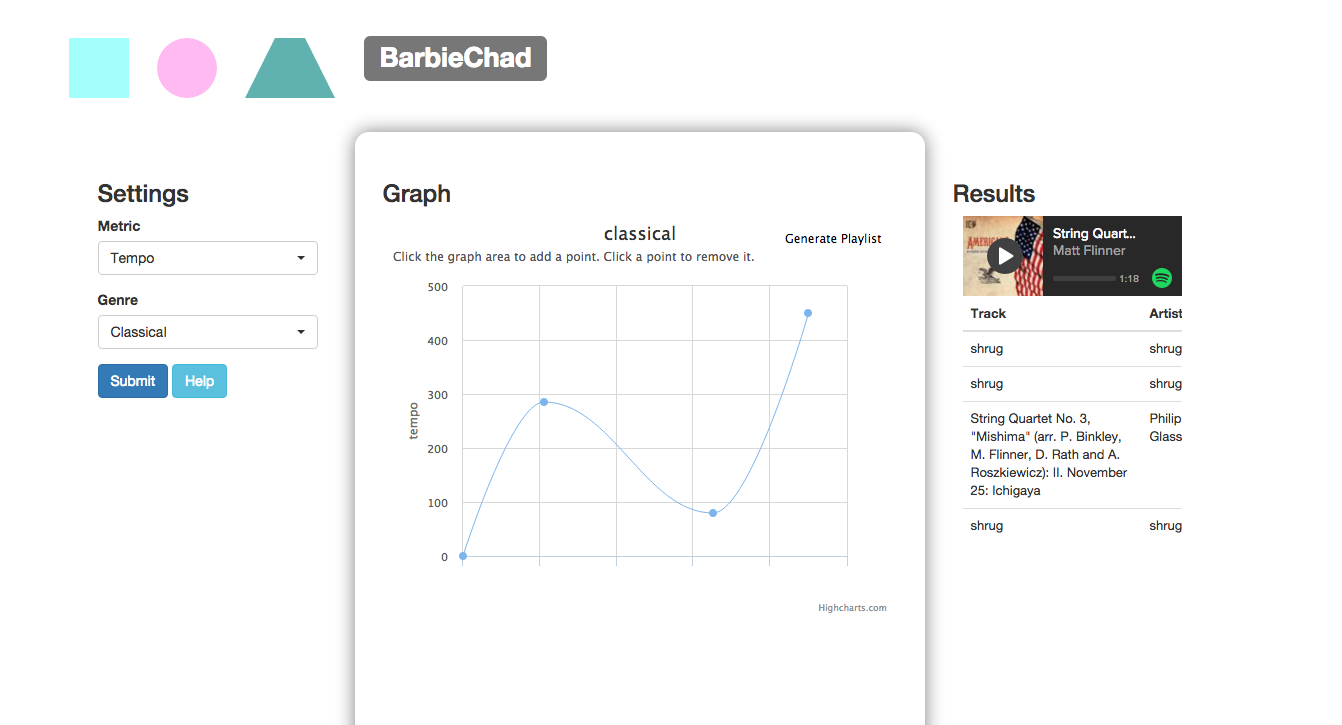 BarbieChad
Settings
Metric
Tempo
Genre
Classical
Submit Help
Graph
classical
Generate Playlist
Click the graph area to add a point. Click a point to remove it.
500
400
300
200
100
0
tempo
Highcharts.com
Results
String Quart...
Matt Flinner
1:18
Track Artist
shrug shrug
shrug shrug
String Quartet No. 3, Philip
"Mishima" (arr. P. Binkley, Glass
M. Flinner, D. Rath and A.
Roszkiewicz): II. November
25: Ichigaya
shrug shrug